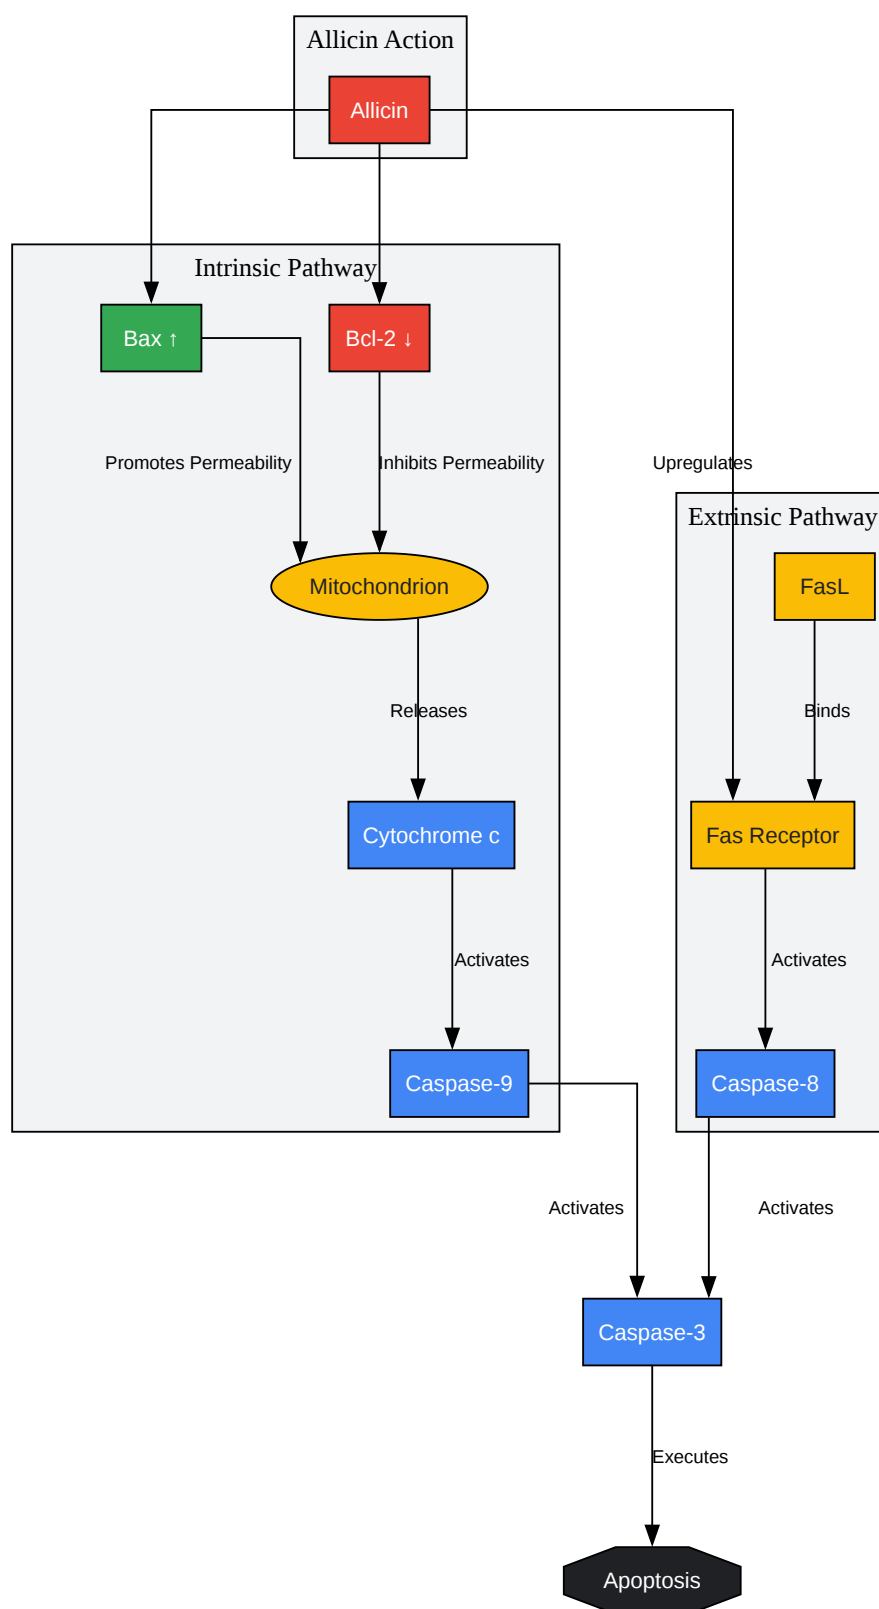 Allicin Action
Allicin
Intrinsic Pathway
Bax ↑
Bcl-2 ↓
Promotes Permeability
Inhibits Permeability
Upregulates
Extrinsic Pathway
Mitochondrion
FasL
Releases
Binds
Cytochrome c
Fas Receptor
Activates
Activates
Caspase-9
Caspase-8
Activates
Activates
Caspase-3
Executes
Apoptosis